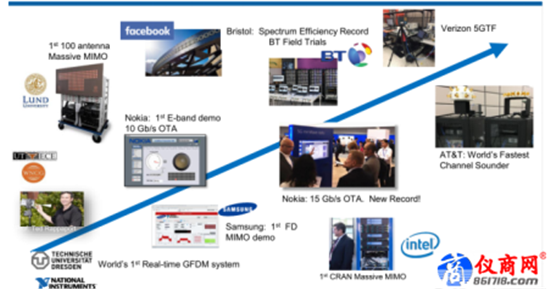 1st 100 antenna
Massive MIMO
facebook
Bristol: Spectrum Efficiency Record
BT Field Trials
BT
Verizon 5GTF
LUND
UNIVERSITY
Nokia: 1st E-band demo
10 Gb/s OTA
AT&T: World's Fastest
Channel Sounder
Nokia: 15 Gb/s OTA. New Record!
SAMSUNG
Samsung: 1st FD
MIMO demo
TECHNISCHE
UNIVERSITÄT
DRESDEN
World's 1st Real-time GFDM system
NATIONAL
INSTRUMENTS
1st CRAN Massive MIMO
intel
商 仪商网®
861718.com